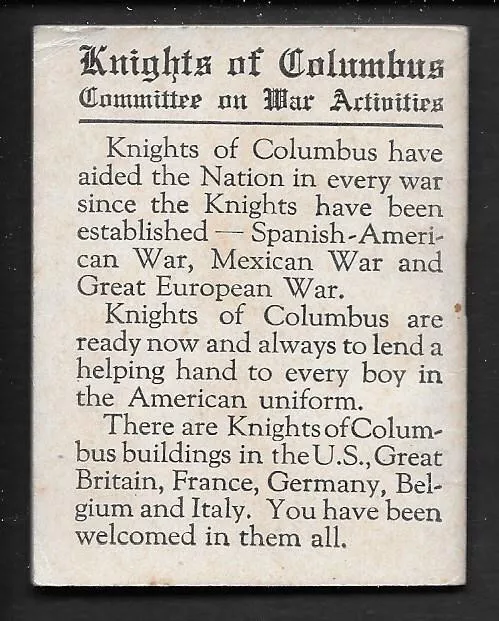 Knights of Columbus
Committee on War Activities
Knights of Columbus have
aided the Nation in every war
since the Knights have been
established — Spanish-Ameri-
can War, Mexican War and
Great European War.
Knights of Columbus are
ready now and always to lend a
helping hand to every boy in
the American uniform.
There are Knights of Colum-
bus buildings in the U.S., Great
Britain, France, Germany, Bel-
gium and Italy. You have been
welcomed in them all.